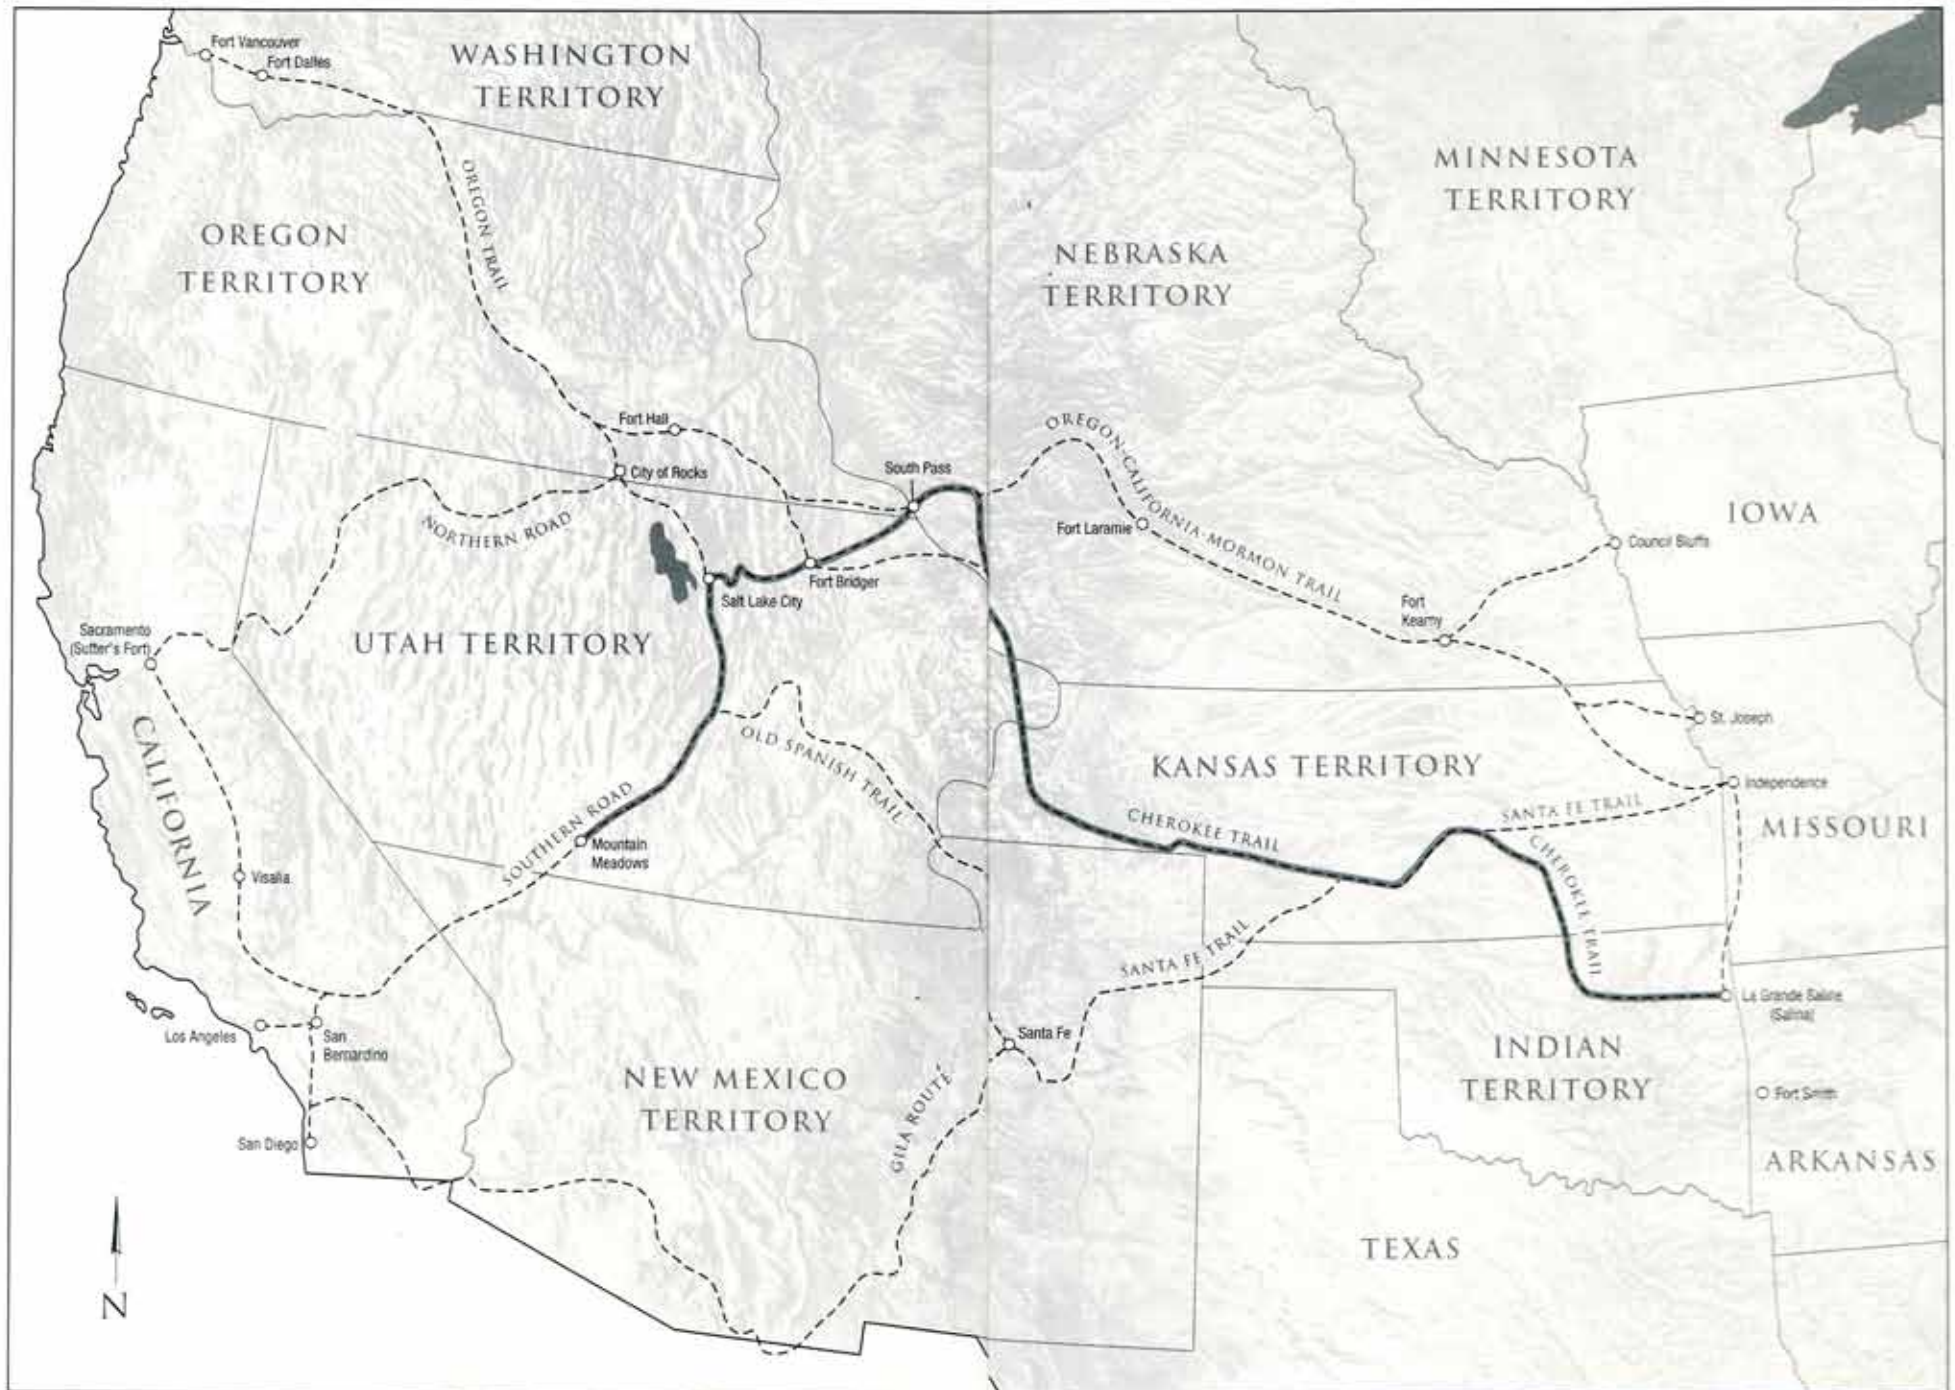 Fort Vancouver
Fort Dalles
WASHINGTON
TERRITORY
MINNESOTA
TERRITORY
OREGON TRAIL
OREGON
TERRITORY
NEBRASKA
TERRITORY
Fort Hall
City of Rocks
South Pass
OREGON-CALIFORNIA-MORMON TRAIL
Fort Laramie
IOWA
NORTHERN ROAD
Council Bluffs
Fort Bridger
Salt Lake City
Fort
Kearny
Sacramento
(Sutter's Fort)
UTAH TERRITORY
St. Joseph
CALIFORNIA
OLD SPANISH TRAIL
KANSAS TERRITORY
Independence
SANTA FE TRAIL
CHEROKEE TRAIL
MISSOURI
SOUTHERN ROAD
Mountain
Meadows
CHEROKEE TRAIL
Visalia
SANTA FE TRAIL
La Grande Saline
(Salina)
Los Angeles
San
Bernardino
Santa Fe
INDIAN
TERRITORY
NEW MEXICO
TERRITORY
GILA ROUTE
Fort Smith
San Diego
ARKANSAS
TEXAS
N